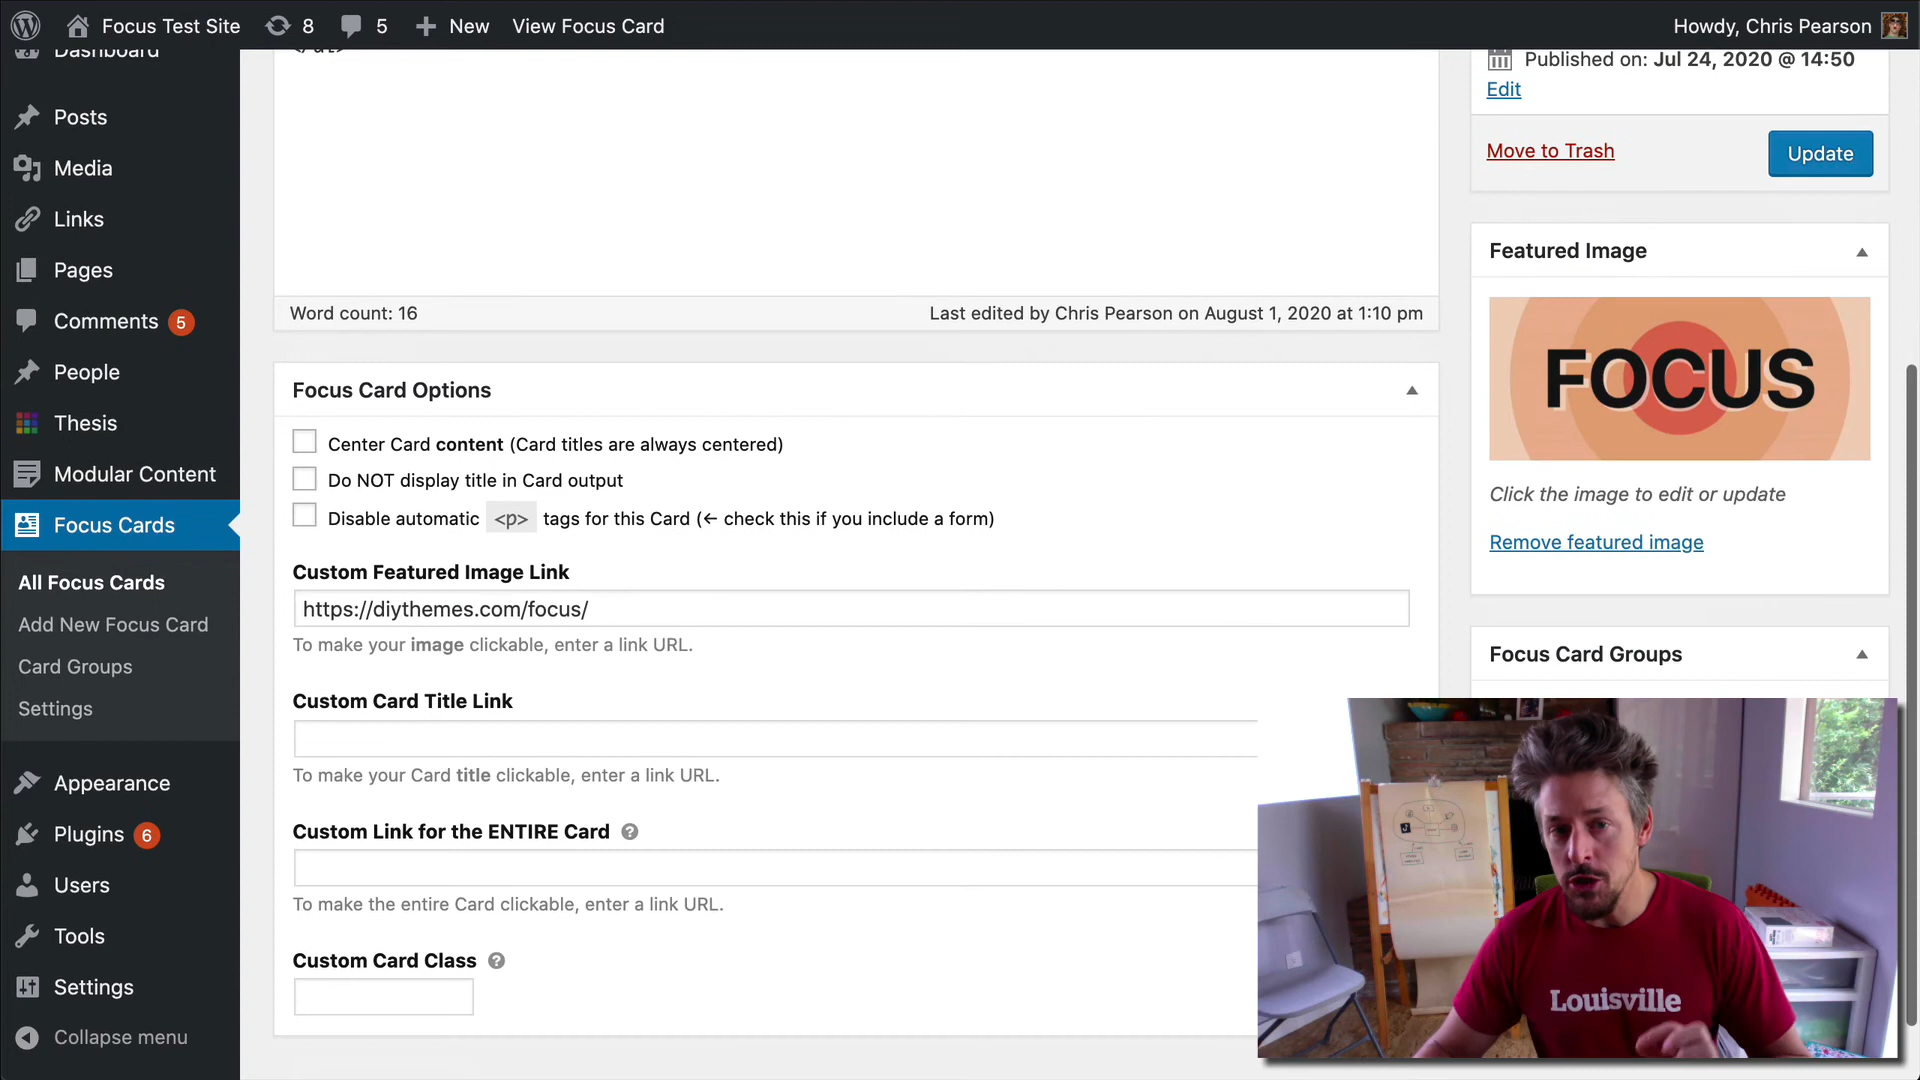 Focus Test Site
8
5
New
View Focus Card
Howdy, Chris Pearson
Dashboard
Posts
Media
Links
Pages
Comments 5
People
Thesis
Modular Content
Focus Cards
All Focus Cards
Add New Focus Card
Card Groups
Settings
Appearance
Plugins 6
Users
Tools
Settings
Collapse menu
Word count: 16
Last edited by Chris Pearson on August 1, 2020 at 1:10 pm
Focus Card Options
Center Card content (Card titles are always centered)
Do NOT display title in Card output
Disable automatic <p> tags for this Card (← check this if you include a form)
Custom Featured Image Link
https://diythemes.com/focus/
To make your image clickable, enter a link URL.
Custom Card Title Link
To make your Card title clickable, enter a link URL.
Custom Link for the ENTIRE Card ?
To make the entire Card clickable, enter a link URL.
Custom Card Class ?
Published on: Jul 24, 2020 @ 14:50
Edit
Move to Trash
Update
Featured Image
FOCUS
Click the image to edit or update
Remove featured image
Focus Card Groups
Louisville